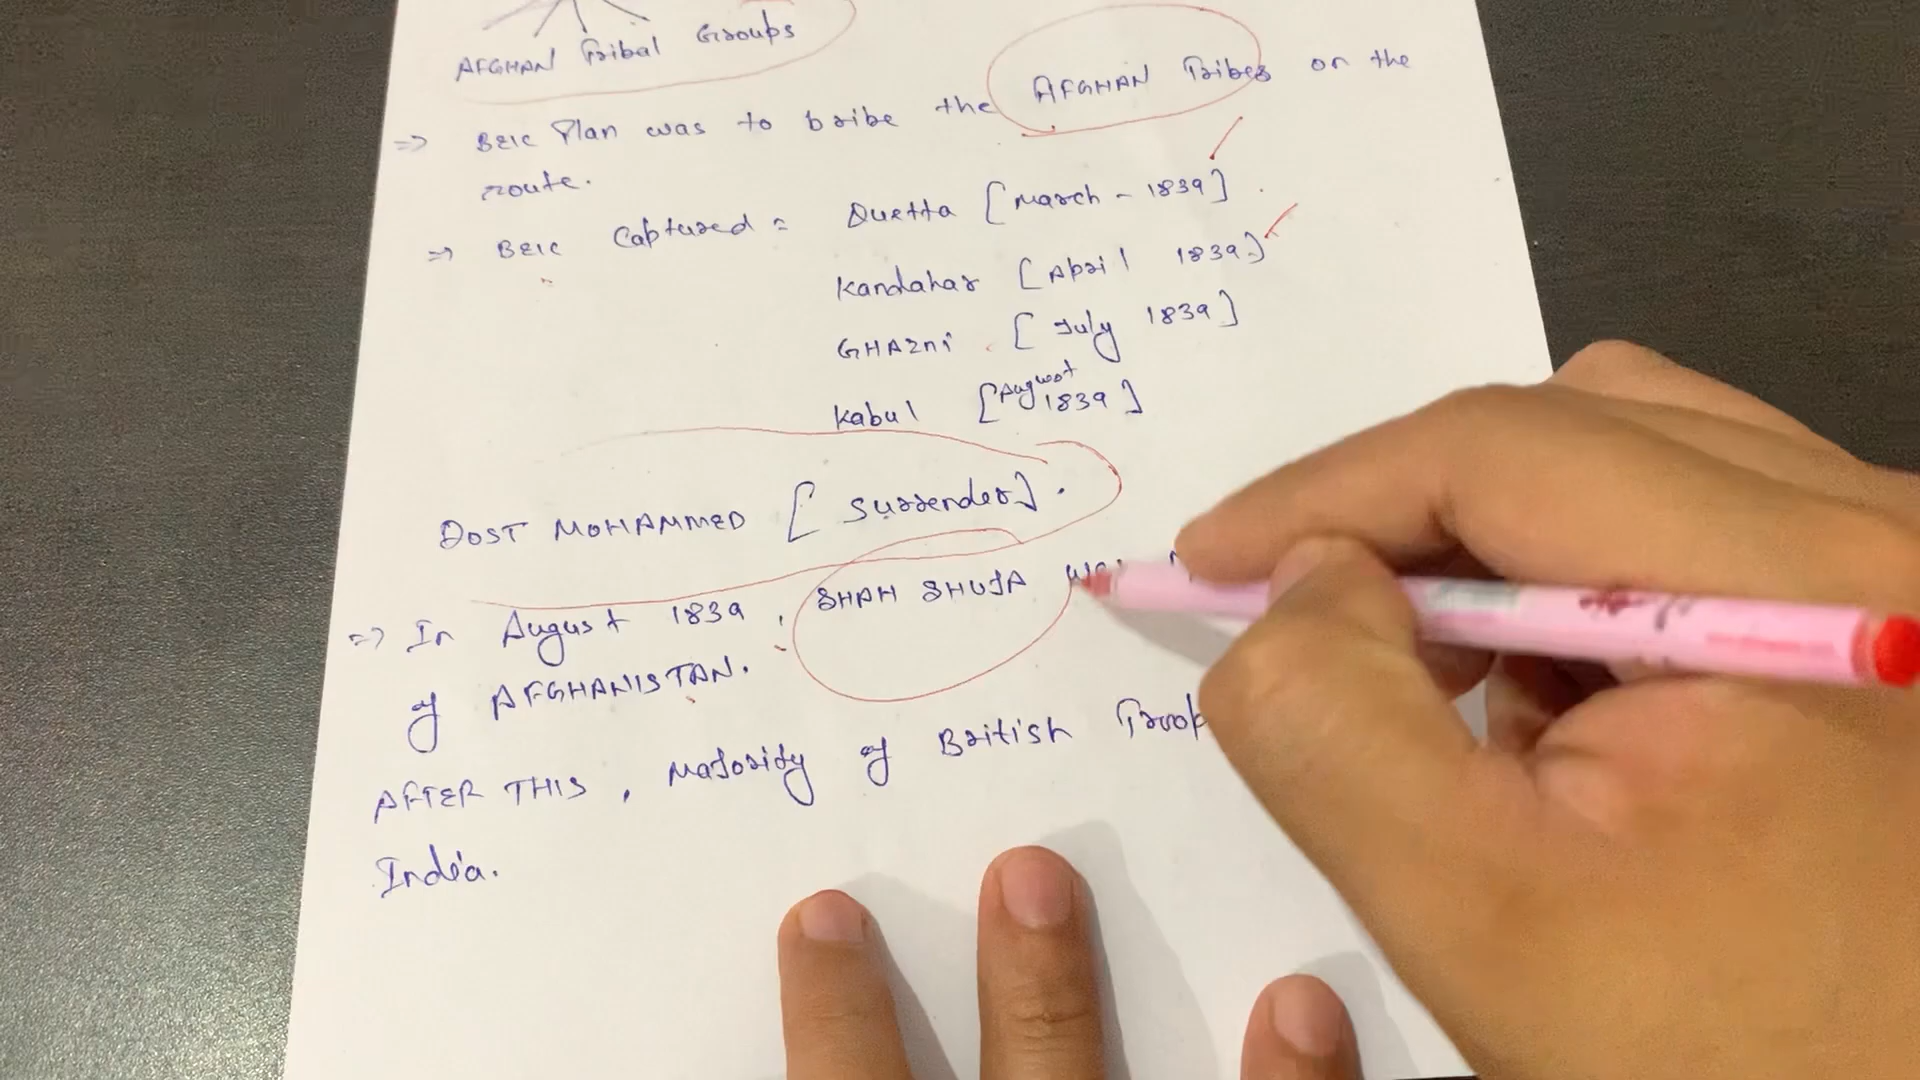 AFGHAN Tribal Groups
=> BEIC Plan was to bribe the AFGHAN Tribes on the
route.
=> BEIC Captured = Quetta [March - 1839]
Kandahar [April 1839]
GHAZni [July 1839]
Kabul [August 1839]
DOST MOHAMMED [Surrender].
=> In August 1839, SHAH SHUJA
of AFGHANISTAN.
AFTER THIS, Majority of British
India.